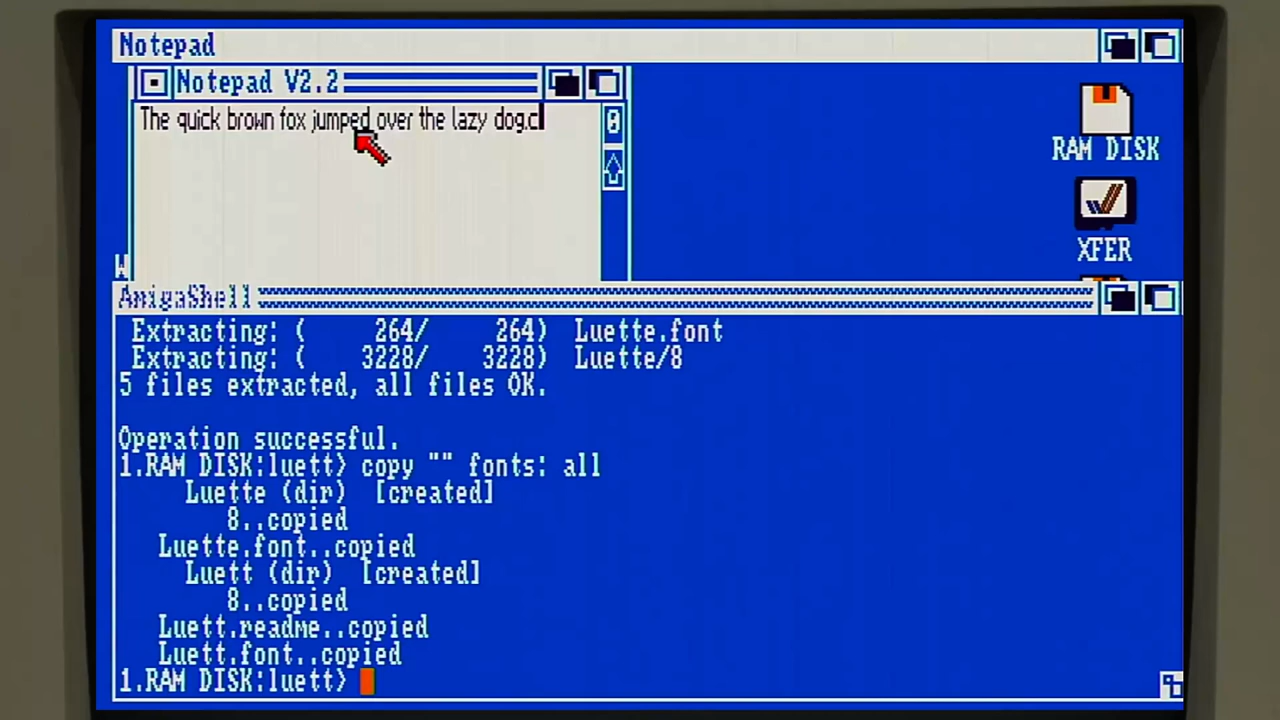 Notepad
Notepad V2.2
The quick brown fox jumped over the lazy dog.c
RAM DISK
XFER
W
AmigaShell
Extracting: ( 264/ 264) Luette.font
Extracting: ( 3228/ 3228) Luette/8
5 files extracted, all files OK.
Operation successful.
1.RAM DISK:luett> copy "" fonts: all
Luette (dir) [created]
8..copied
Luette.font..copied
Luett (dir) [created]
8..copied
Luett.readme..copied
Luett.font..copied
1.RAM DISK:luett>